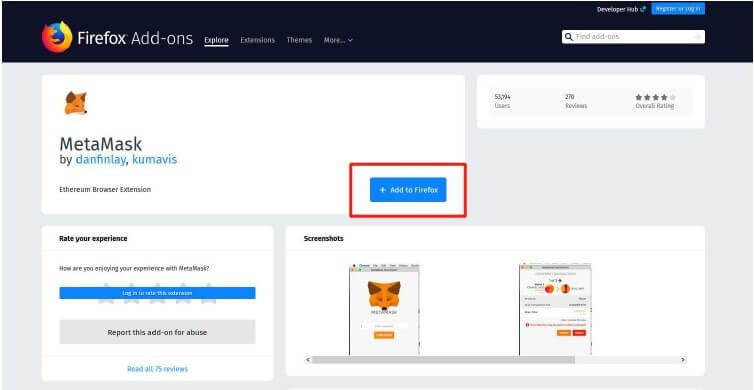 Developer Hub
Register or Log in
Firefox Add-ons
Explore
Extensions
Themes
More...
Find add-ons
53,194
Users
270
Reviews
Overall Rating
MetaMask
by danfinlay, kumavis
Ethereum Browser Extension
+ Add to Firefox
Rate your experience
How are you enjoying your experience with MetaMask?
Log in to rate this extension
Report this add-on for abuse
Read all 75 reviews
Screenshots
METAMASK